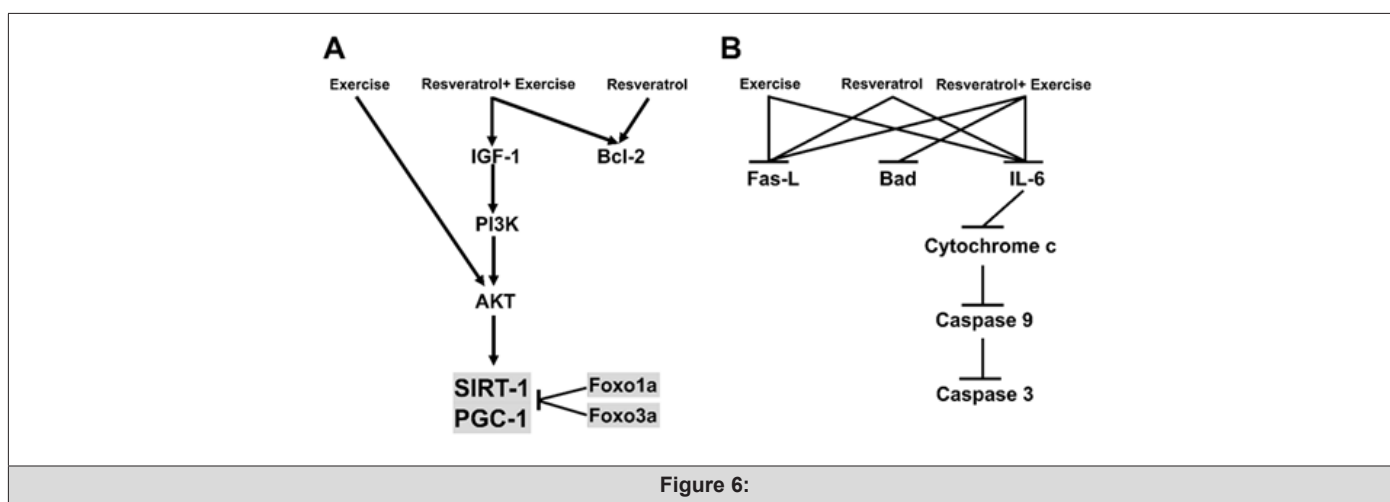 A
Exercise
Resveratrol+ Exercise
Resveratrol
IGF-1
Bcl-2
PI3K
AKT
SIRT-1
PGC-1
Foxo1a
Foxo3a
B
Exercise
Resveratrol
Resveratrol+ Exercise
Fas-L
Bad
IL-6
Cytochrome c
Caspase 9
Caspase 3
Figure 6: